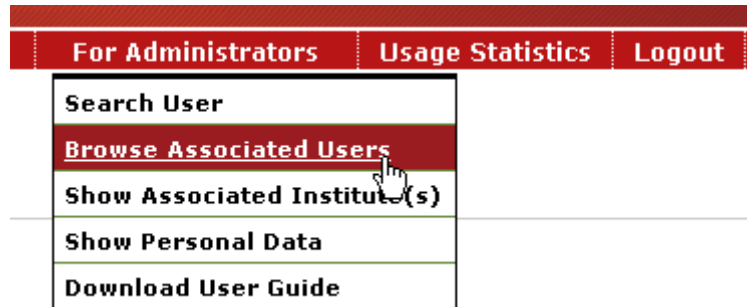 For Administrators Usage Statistics Logout
Search User
Browse Associated Users
Show Associated Institute(s)
Show Personal Data
Download User Guide